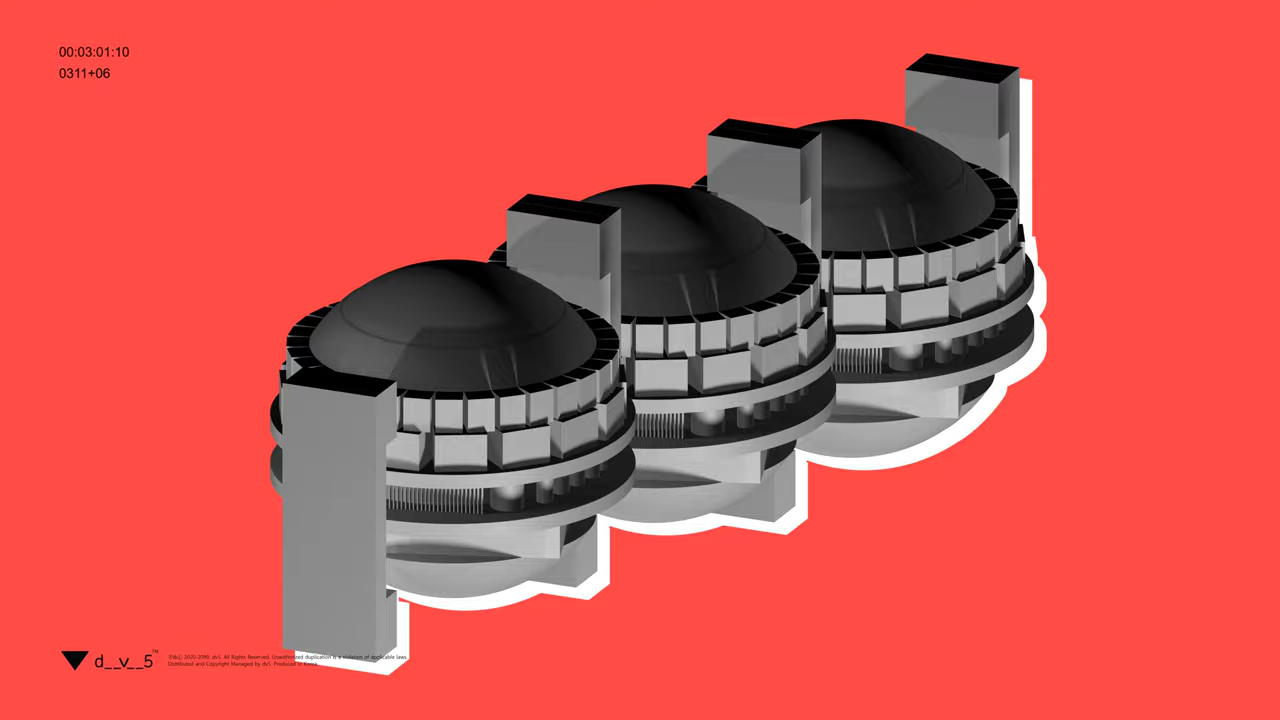 00:03:01:10
0311+06
d__v__5™
Ⓟ&Ⓒ 2020-2099. dv5. All Rights Reserved. Unauthorized duplication is a violation of applicable laws.
Distributed and Copyright Managed by dv5. Produced in Korea.